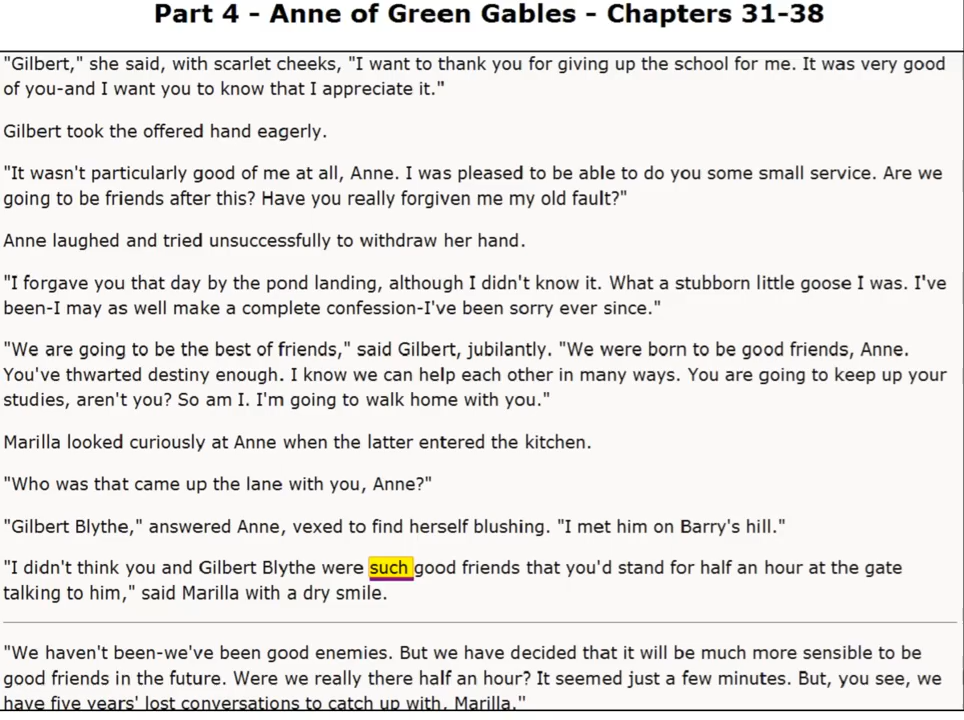 Part 4 - Anne of Green Gables - Chapters 31-38
"Gilbert," she said, with scarlet cheeks, "I want to thank you for giving up the school for me. It was very good
of you-and I want you to know that I appreciate it."
Gilbert took the offered hand eagerly.
"It wasn't particularly good of me at all, Anne. I was pleased to be able to do you some small service. Are we
going to be friends after this? Have you really forgiven me my old fault?"
Anne laughed and tried unsuccessfully to withdraw her hand.
"I forgave you that day by the pond landing, although I didn't know it. What a stubborn little goose I was. I've
been-I may as well make a complete confession-I've been sorry ever since."
"We are going to be the best of friends," said Gilbert, jubilantly. "We were born to be good friends, Anne.
You've thwarted destiny enough. I know we can help each other in many ways. You are going to keep up your
studies, aren't you? So am I. I'm going to walk home with you."
Marilla looked curiously at Anne when the latter entered the kitchen.
"Who was that came up the lane with you, Anne?"
"Gilbert Blythe," answered Anne, vexed to find herself blushing. "I met him on Barry's hill."
"I didn't think you and Gilbert Blythe were such good friends that you'd stand for half an hour at the gate
talking to him," said Marilla with a dry smile.
"We haven't been-we've been good enemies. But we have decided that it will be much more sensible to be
good friends in the future. Were we really there half an hour? It seemed just a few minutes. But, you see, we
have five years' lost conversations to catch up with, Marilla."